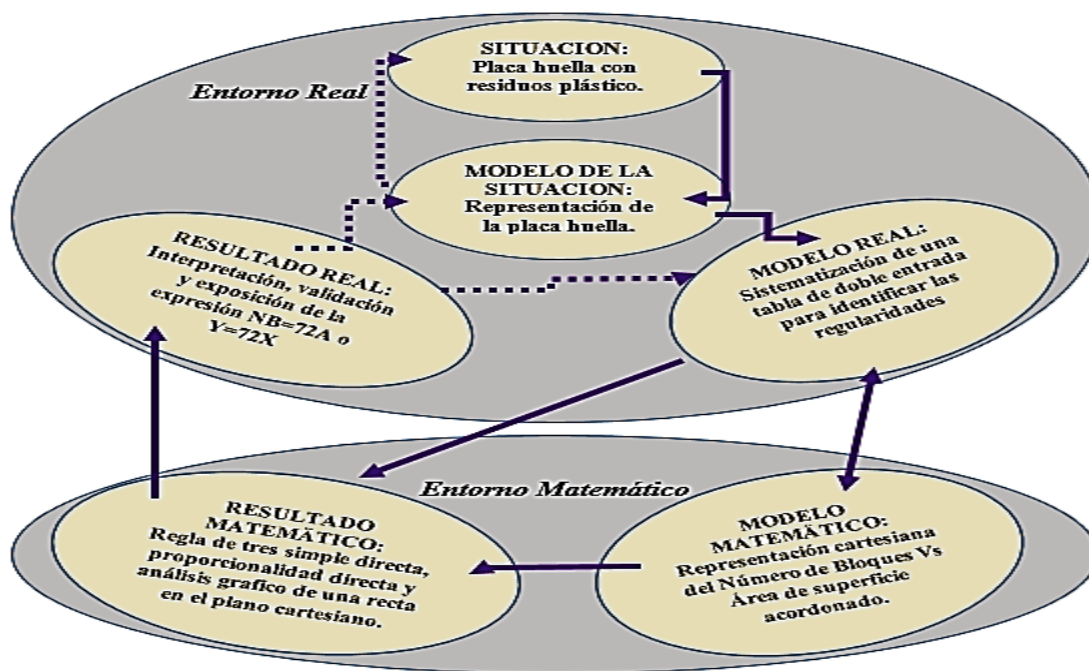 SITUACION:
Placa huella con
residuos plástico.
Entorno Real
MODELO DE LA
SITUACION:
Representación de
la placa huella.
RESULTADO REAL:
Interpretación, validación
y exposición de la
expresión NB=72A o
Y=72X
MODELO REAL:
Sistematización de una
tabla de doble entrada
para identificar las
regularidades
Entorno Matemático
RESULTADO
MATEMÄTICO:
Regla de tres simple directa,
proporcionalidad directa y
análisis grafico de una recta
en el plano cartesiano.
MODELO
MATEMÄTICO:
Representación cartesiana
del Número de Bloques Vs
Área de superficie
acordonado.